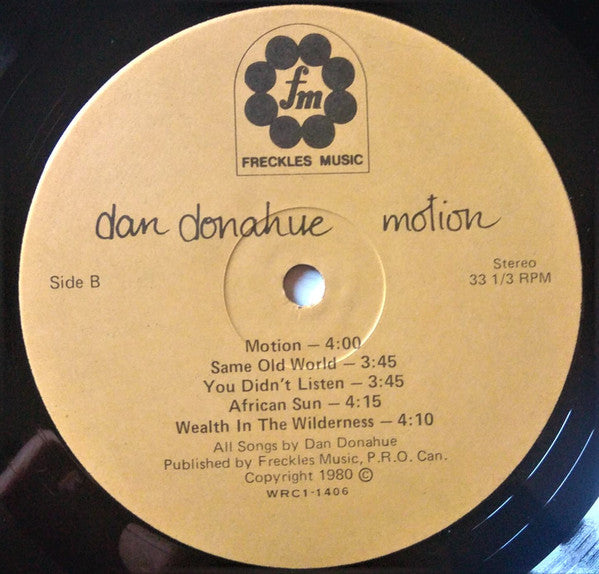 fm
FRECKLES MUSIC
dan donahue motion
Side B
Stereo
33 1/3 RPM
Motion – 4:00
Same Old World – 3:45
You Didn't Listen – 3:45
African Sun – 4:15
Wealth In The Wilderness – 4:10
All Songs by Dan Donahue
Published by Freckles Music, P.R.O. Can.
Copyright 1980 ©
WRC1-1406